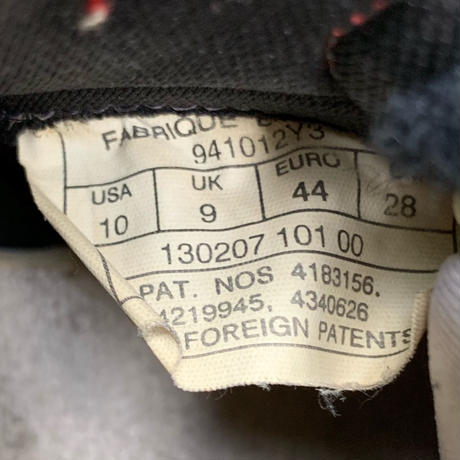 FABRIQUE
941012Y3
USA UK EURO
10 9 44 28
130207 101 00
PAT. NOS 4183156.
4219945, 4340626
FOREIGN PATENTS